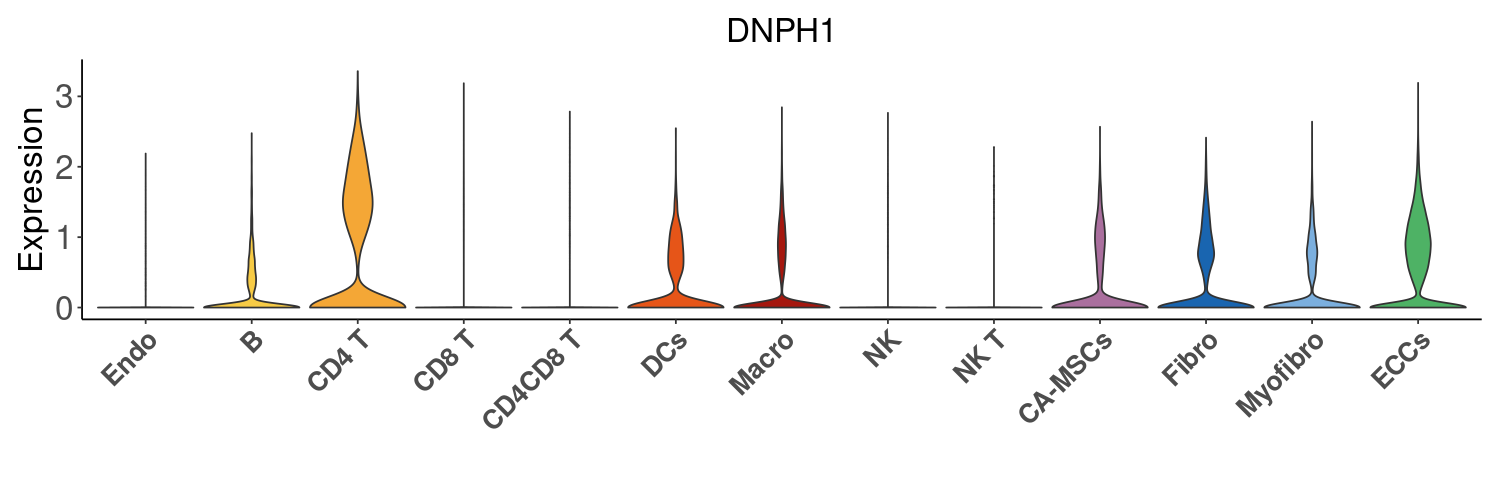 DNPH1
Expression
3
2
1
0
Endo
B
CD4 T
CD8 T
CD4CD8 T
DCs
Macro
NK
NK T
CA-MSCs
Fibro
Myofibro
ECCs